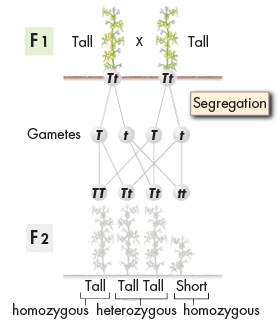 F1 Tall x Tall
Tt Tt
Segregation
Gametes T t T t
TT Tt Tt tt
F2
Tall Tall Tall Short
homozygous heterozygous homozygous